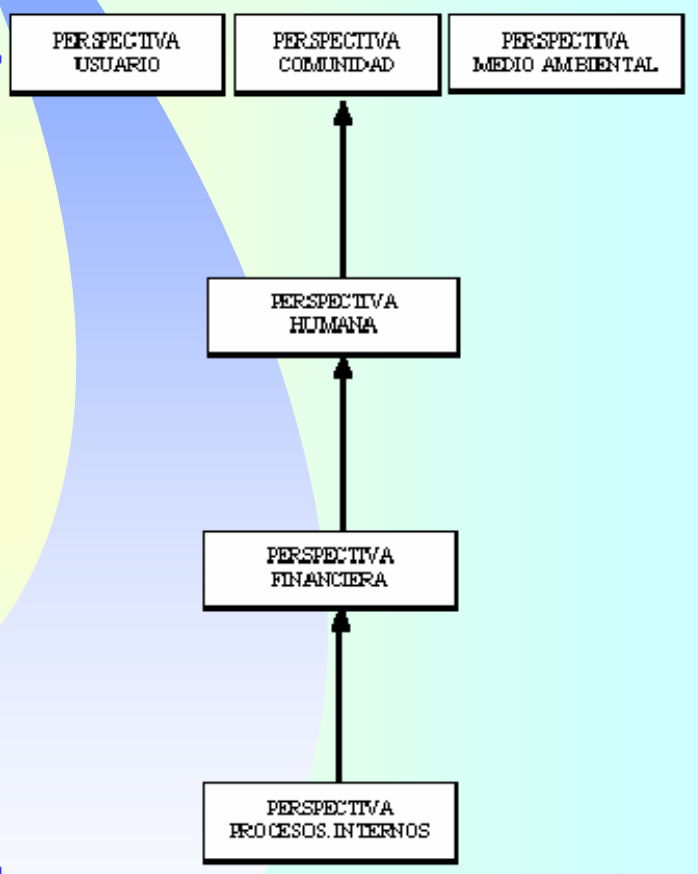 PERSPECTIVA
USUARIO
PERSPECTIVA
COMUNIDAD
PERSPECTIVA
MEDIO AMBIENTAL
PERSPECTIVA
HUMANA
PERSPECTIVA
FINANCIERA
PERSPECTIVA
PROCESOS.INTERNOS